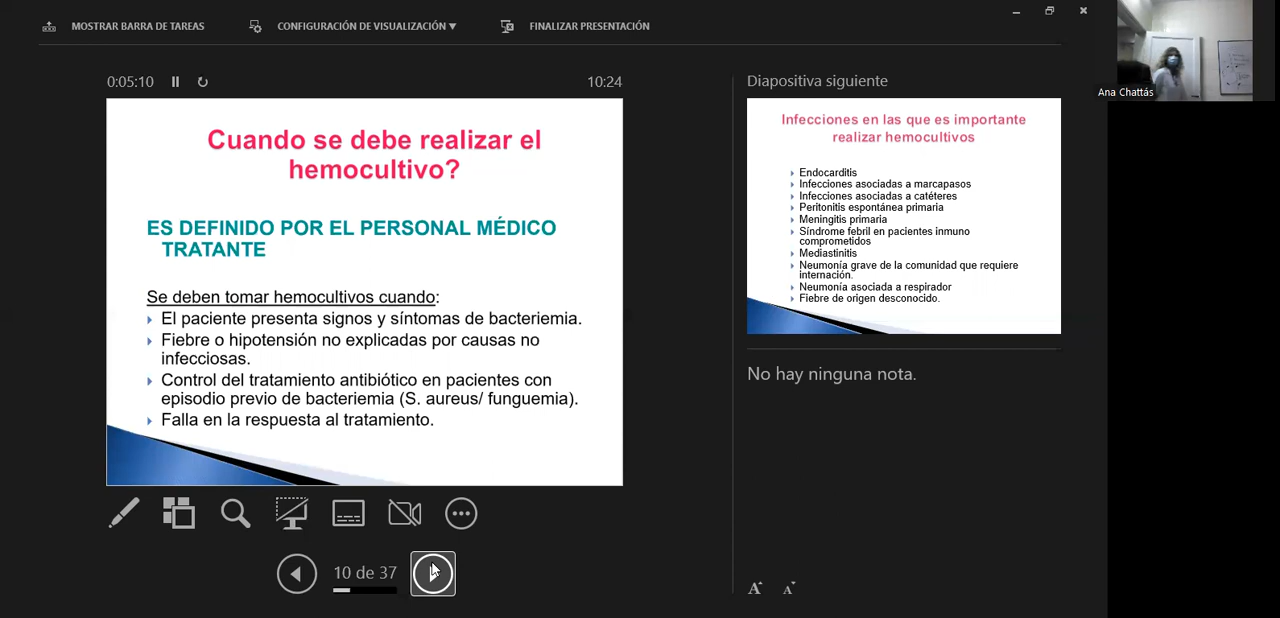 MOSTRAR BARRA DE TAREAS
CONFIGURACIÓN DE VISUALIZACIÓN ▼
FINALIZAR PRESENTACIÓN
0:05:10
10:24
Cuando se debe realizar el
hemocultivo?
ES DEFINIDO POR EL PERSONAL MÉDICO
TRATANTE
Se deben tomar hemocultivos cuando:
El paciente presenta signos y síntomas de bacteriemia.
Fiebre o hipotensión no explicadas por causas no
infecciosas.
Control del tratamiento antibiótico en pacientes con
episodio previo de bacteriemia (S. aureus/ funguemia).
Falla en la respuesta al tratamiento.
10 de 37
Diapositiva siguiente
Infecciones en las que es importante
realizar hemocultivos
Endocarditis
Infecciones asociadas a marcapasos
Infecciones asociadas a catéteres
Peritonitis espontánea primaria
Meningitis primaria
Síndrome febril en pacientes inmuno
comprometidos
Mediastinitis
Neumonía grave de la comunidad que requiere
internación.
Neumonía asociada a respirador
Fiebre de origen desconocido.
No hay ninguna nota.
A A
Ana Chattás